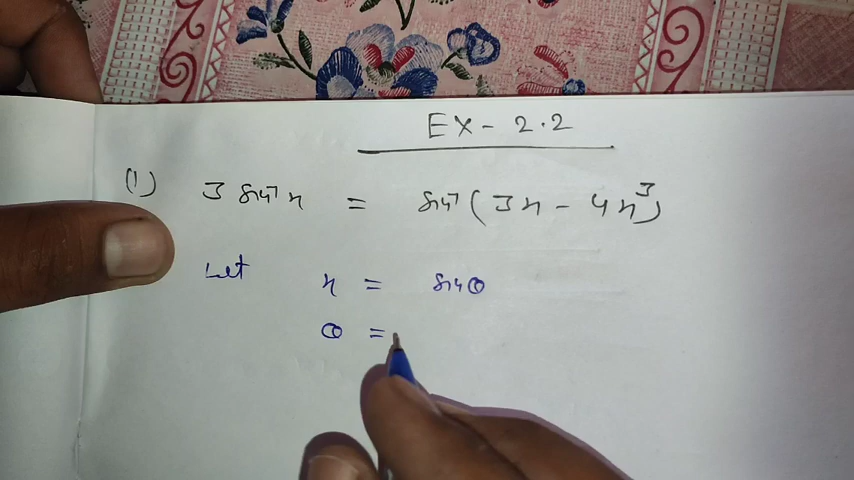 EX - 2.2
(1) 3 sin⁻¹x = sin⁻¹(3x - 4x³)
Let x = sinθ
θ =